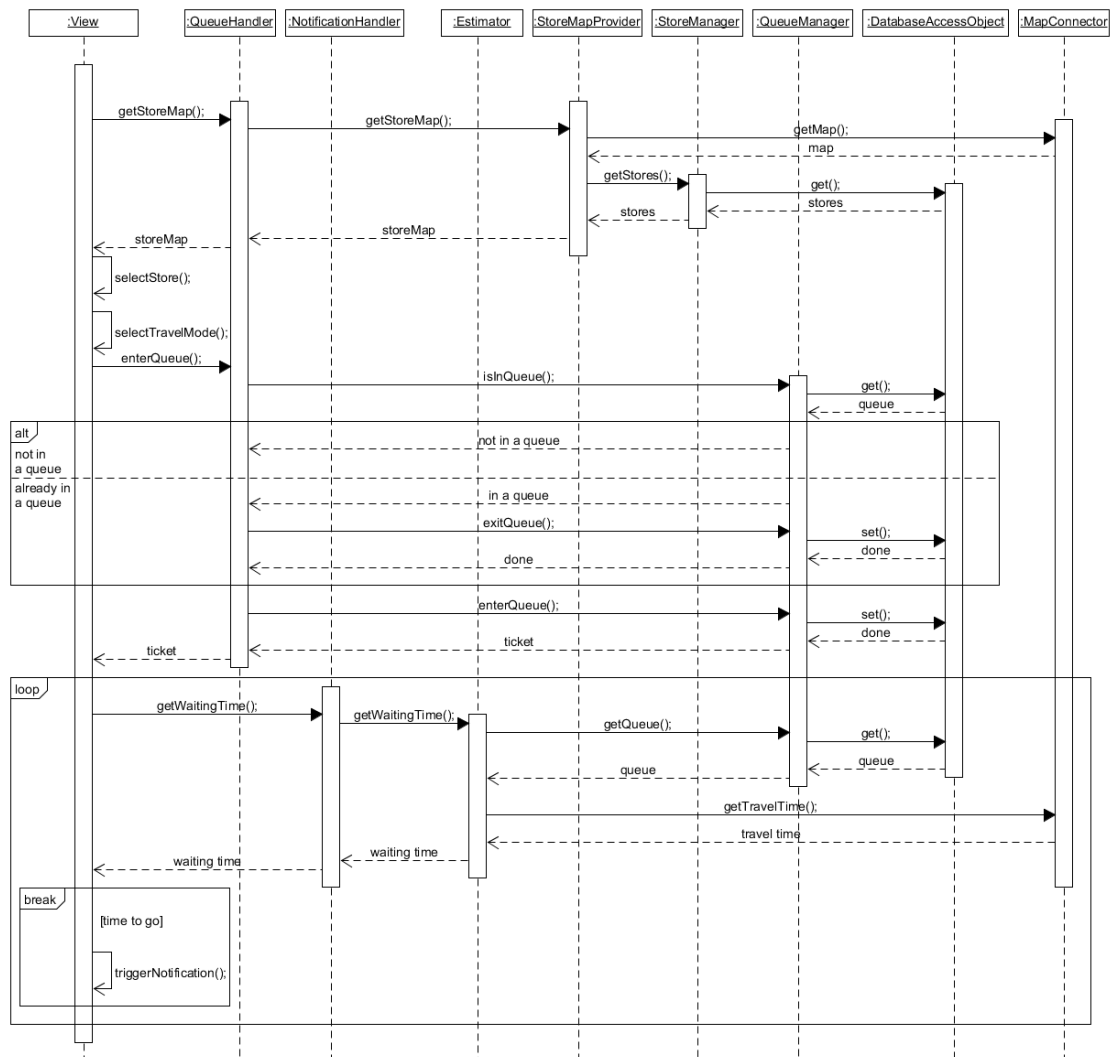 :View
:QueueHandler
:NotificationHandler
:Estimator
:StoreMapProvider
:StoreManager
:QueueManager
:DatabaseAccessObject
:MapConnector
getStoreMap();
getStoreMap();
getMap();
map
getStores();
get();
stores
stores
storeMap
storeMap
selectStore();
selectTravelMode();
enterQueue();
isInQueue();
get();
queue
alt
not in
a queue
not in a queue
already in
a queue
in a queue
exitQueue();
set();
done
done
enterQueue();
set();
done
ticket
ticket
loop
getWaitingTime();
getWaitingTime();
getQueue();
get();
queue
queue
getTravelTime();
travel time
waiting time
waiting time
break
[time to go]
triggerNotification();